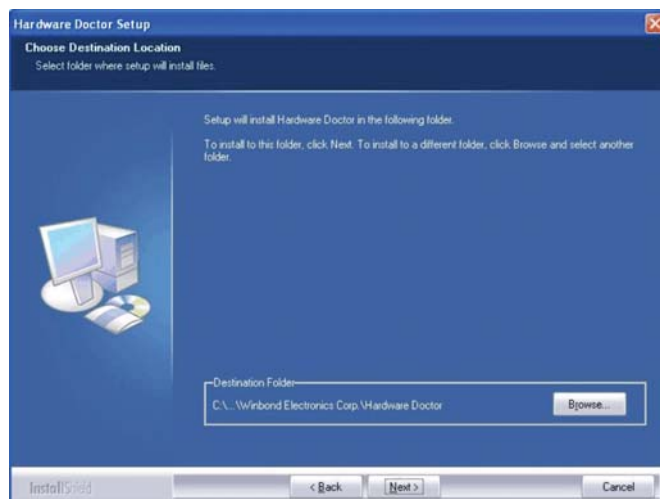 Hardware Doctor Setup
Choose Destination Location
Select folder where setup will install files.
Setup will install Hardware Doctor in the following folder.
To install to this folder, click Next. To install to a different folder, click Browse and select another
folder.
Destination Folder
C:\...\Winbond Electronics Corp.\Hardware Doctor
Browse...
InstallShield
< Back
Next >
Cancel